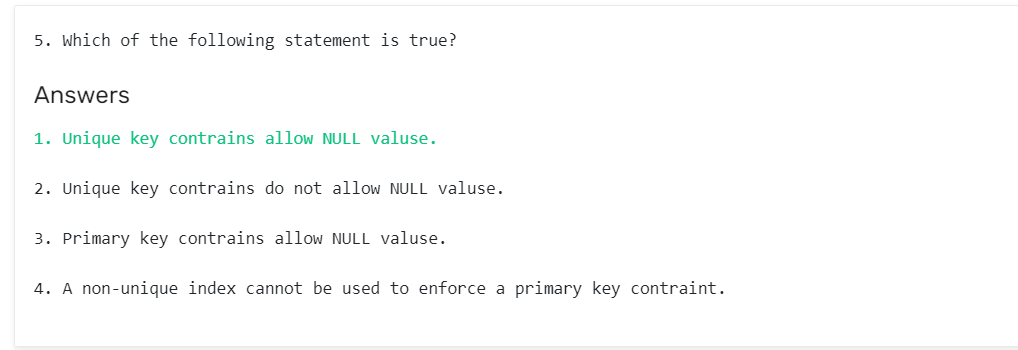 5. Which of the following statement is true?
Answers
1. Unique key contrains allow NULL valuse.
2. Unique key contrains do not allow NULL valuse.
3. Primary key contrains allow NULL valuse.
4. A non-unique index cannot be used to enforce a primary key contraint.